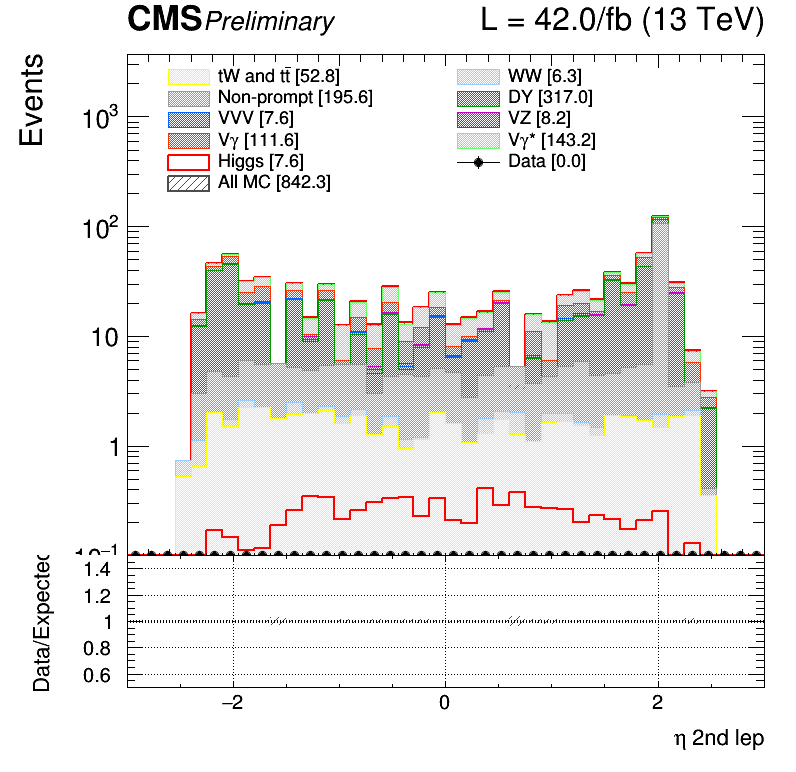 CMS Preliminary L = 42.0/fb (13 TeV)
Events
tW and tt̄ [52.8] WW [6.3]
Non-prompt [195.6] DY [317.0]
VVV [7.6] VZ [8.2]
Vγ [111.6] Vγ* [143.2]
Higgs [7.6] Data [0.0]
All MC [842.3]
10³
10²
10
1
10⁻¹
Data/Expected
1.4
1.2
1
0.8
0.6
−2 0 2
η 2nd lep